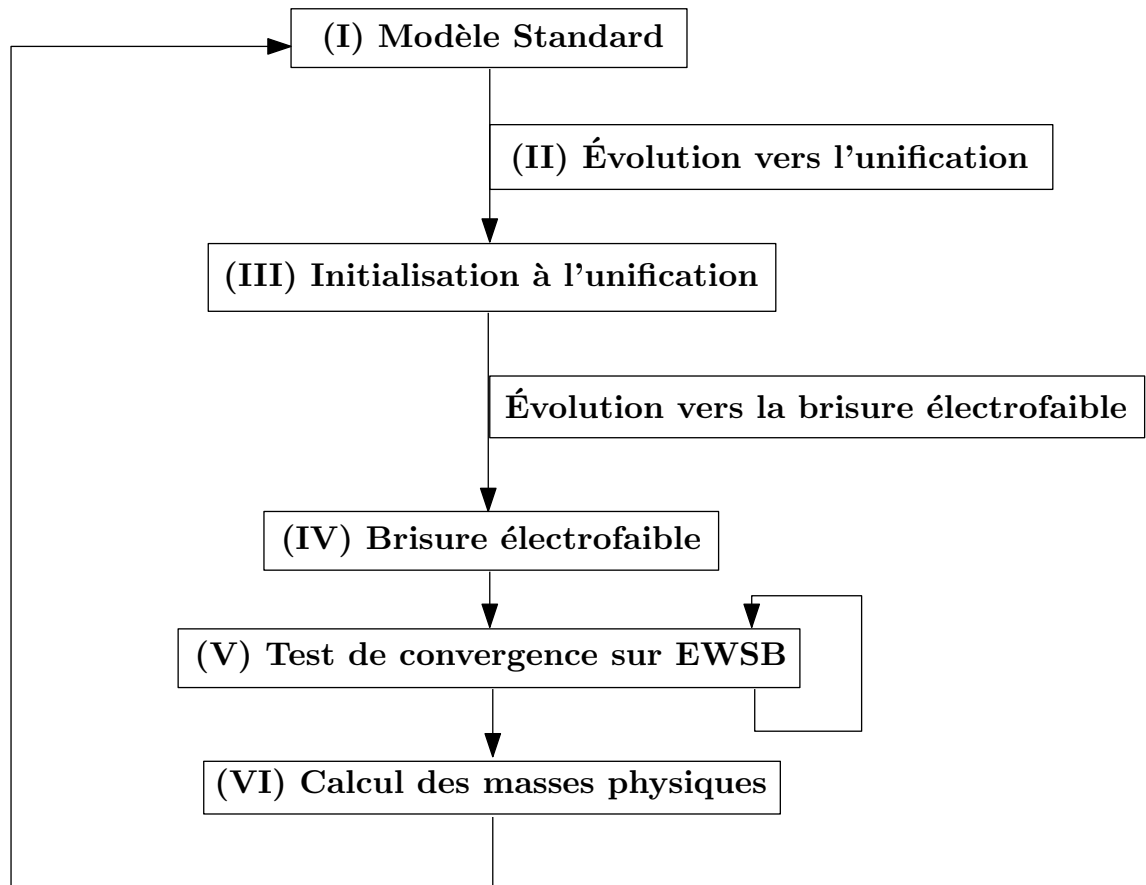 (I) Modèle Standard
(II) Évolution vers l'unification
(III) Initialisation à l'unification
Évolution vers la brisure électrofaible
(IV) Brisure électrofaible
(V) Test de convergence sur EWSB
(VI) Calcul des masses physiques